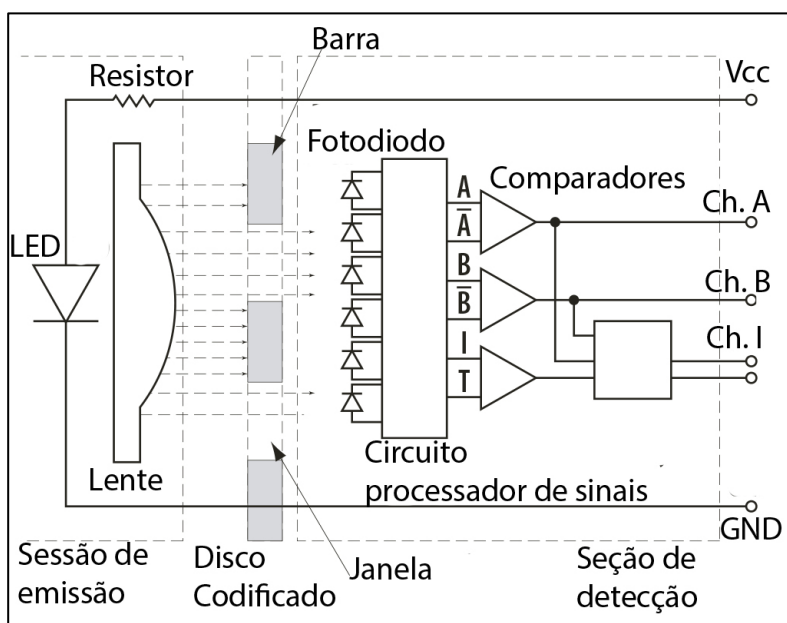 Barra
Resistor
Vcc
Fotodiodo
A
Comparadores
A̅
Ch. A
LED
B
Ch. B
B̅
I
Ch. I
T
Circuito
processador de sinais
Lente
GND
Sessão de
emissão
Disco
Codificado
Janela
Seção de
detecção